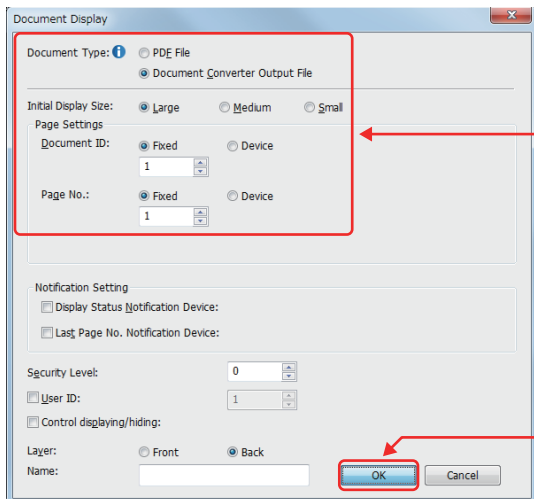 Document Display
Document Type: PDF File
Document Converter Output File
Initial Display Size: Large Medium Small
Page Settings
Document ID: Fixed Device
1
Page No.: Fixed Device
1
Notification Setting
Display Status Notification Device:
Last Page No. Notification Device:
Security Level: 0
User ID: 1
Control displaying/hiding:
Layer: Front Back
Name:
OK Cancel